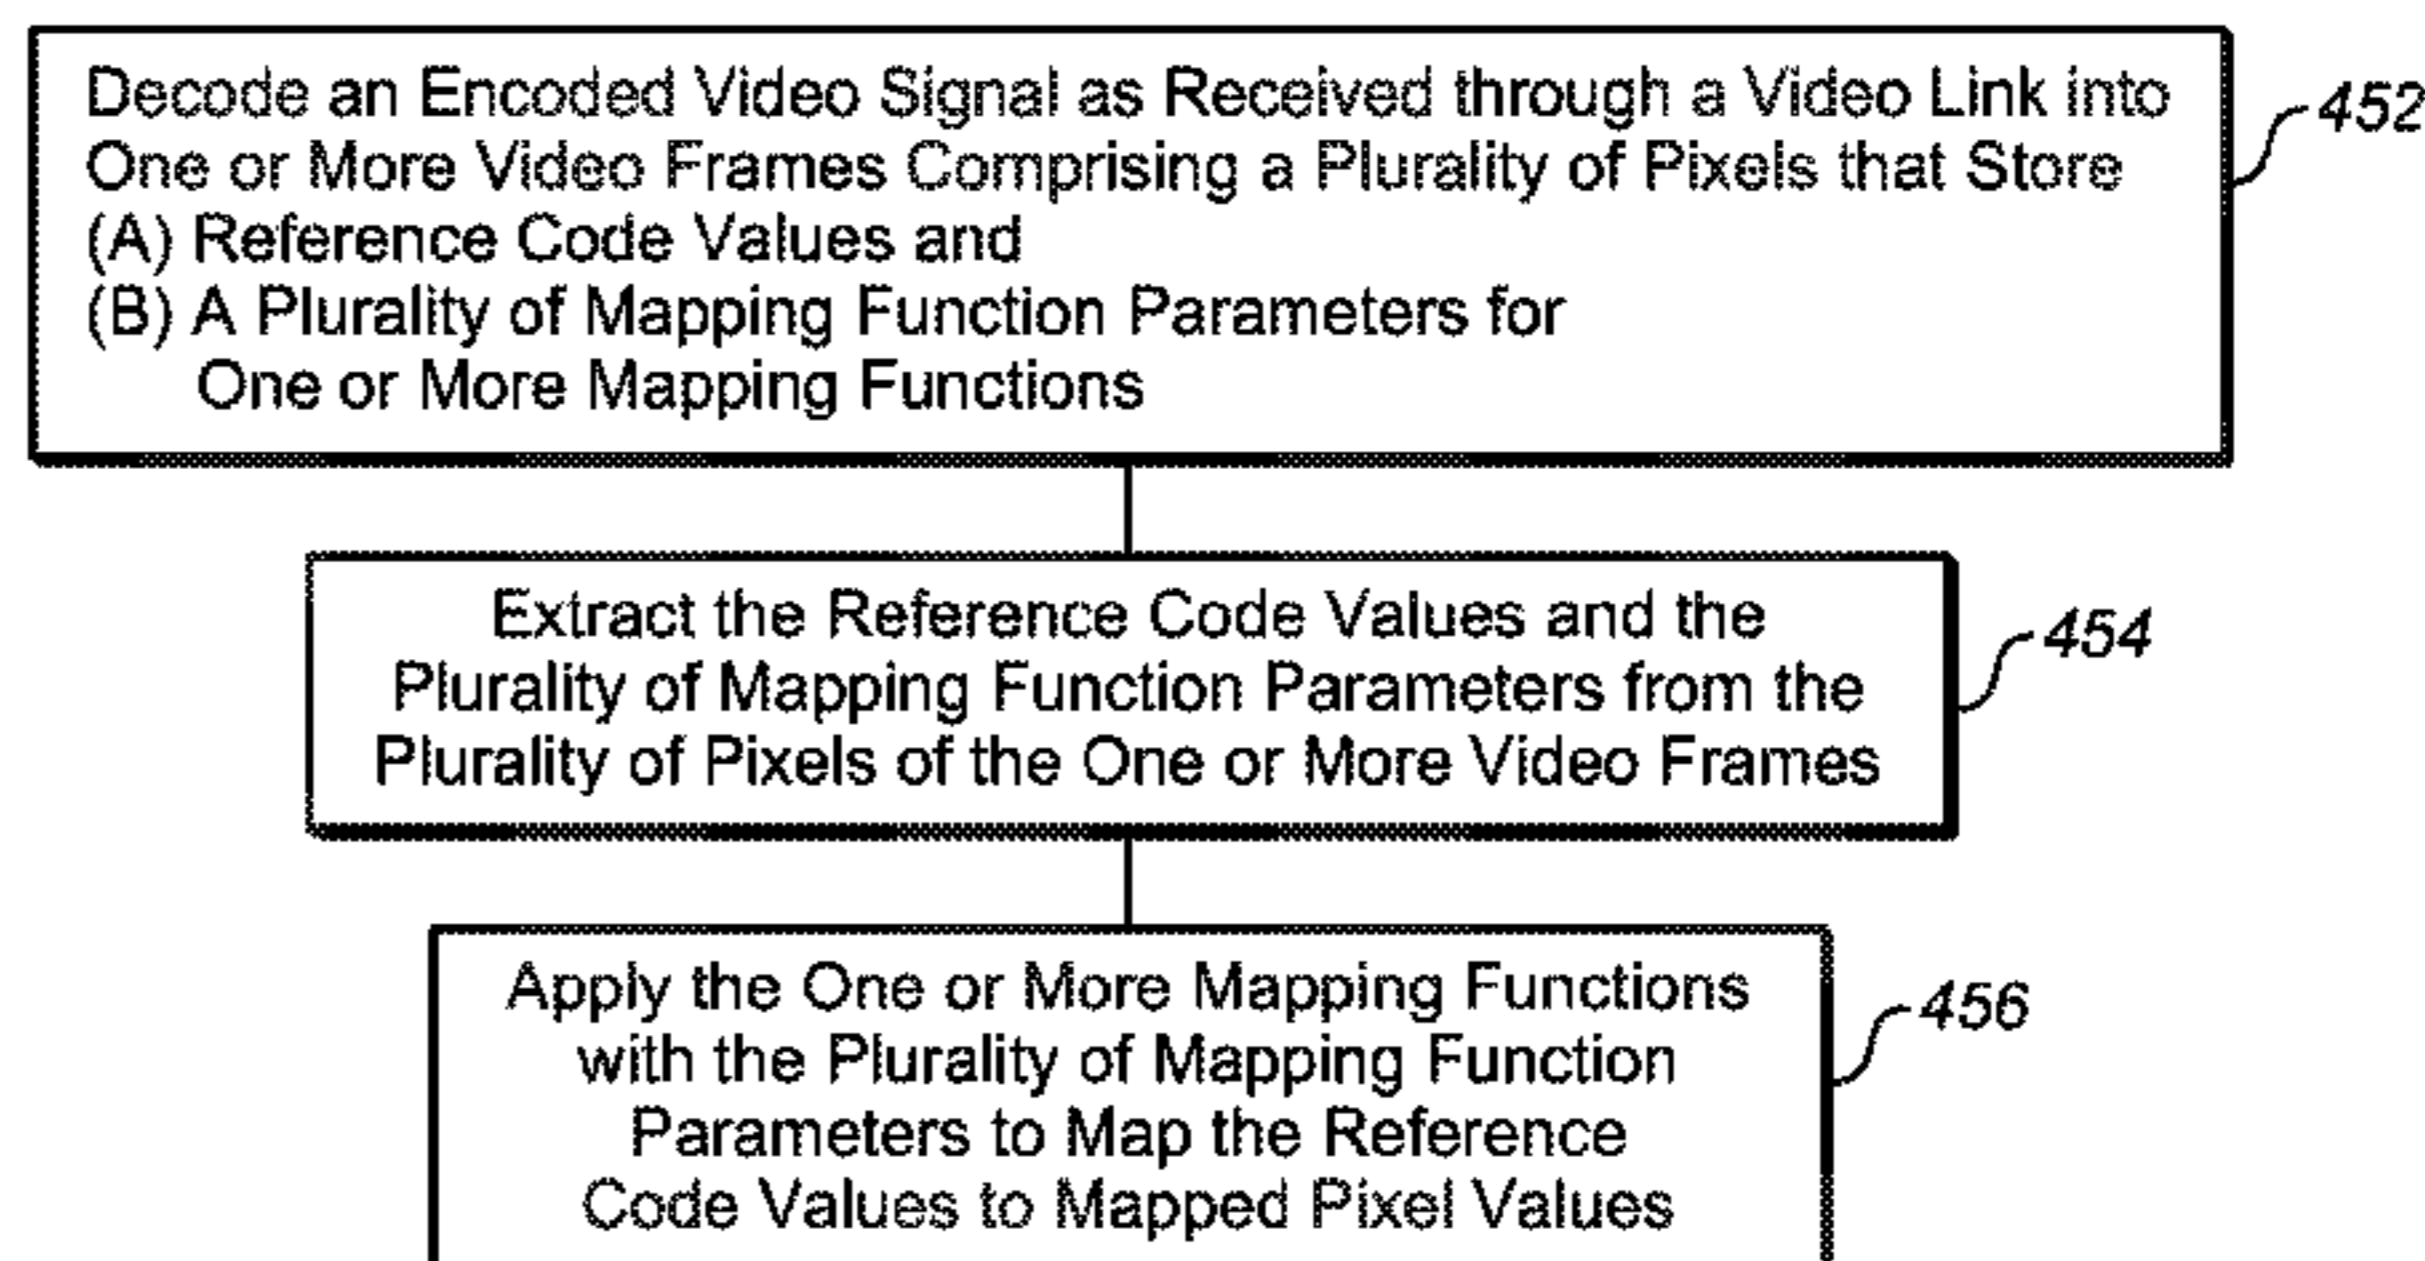 Decode an Encoded Video Signal as Received through a Video Link into
One or More Video Frames Comprising a Plurality of Pixels that Store
(A) Reference Code Values and
(B) A Plurality of Mapping Function Parameters for
One or More Mapping Functions
452
Extract the Reference Code Values and the
Plurality of Mapping Function Parameters from the
Plurality of Pixels of the One or More Video Frames
454
Apply the One or More Mapping Functions
with the Plurality of Mapping Function
Parameters to Map the Reference
Code Values to Mapped Pixel Values
456